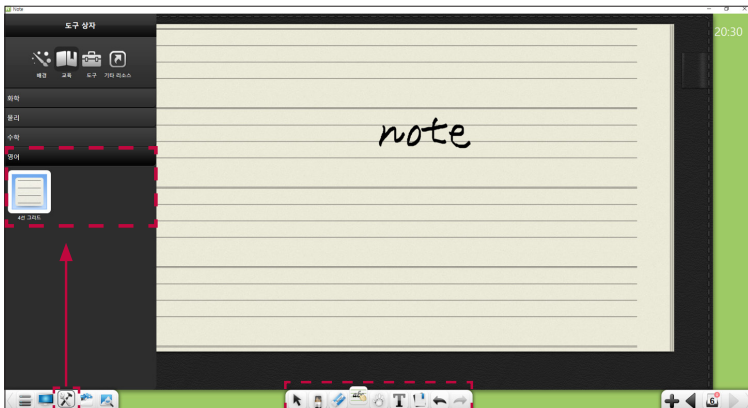 Note
도구 상자
20:30
배경 교육 도구 기타 리소스
화학
물리
수학
영어
4선 그리드
note
T
6